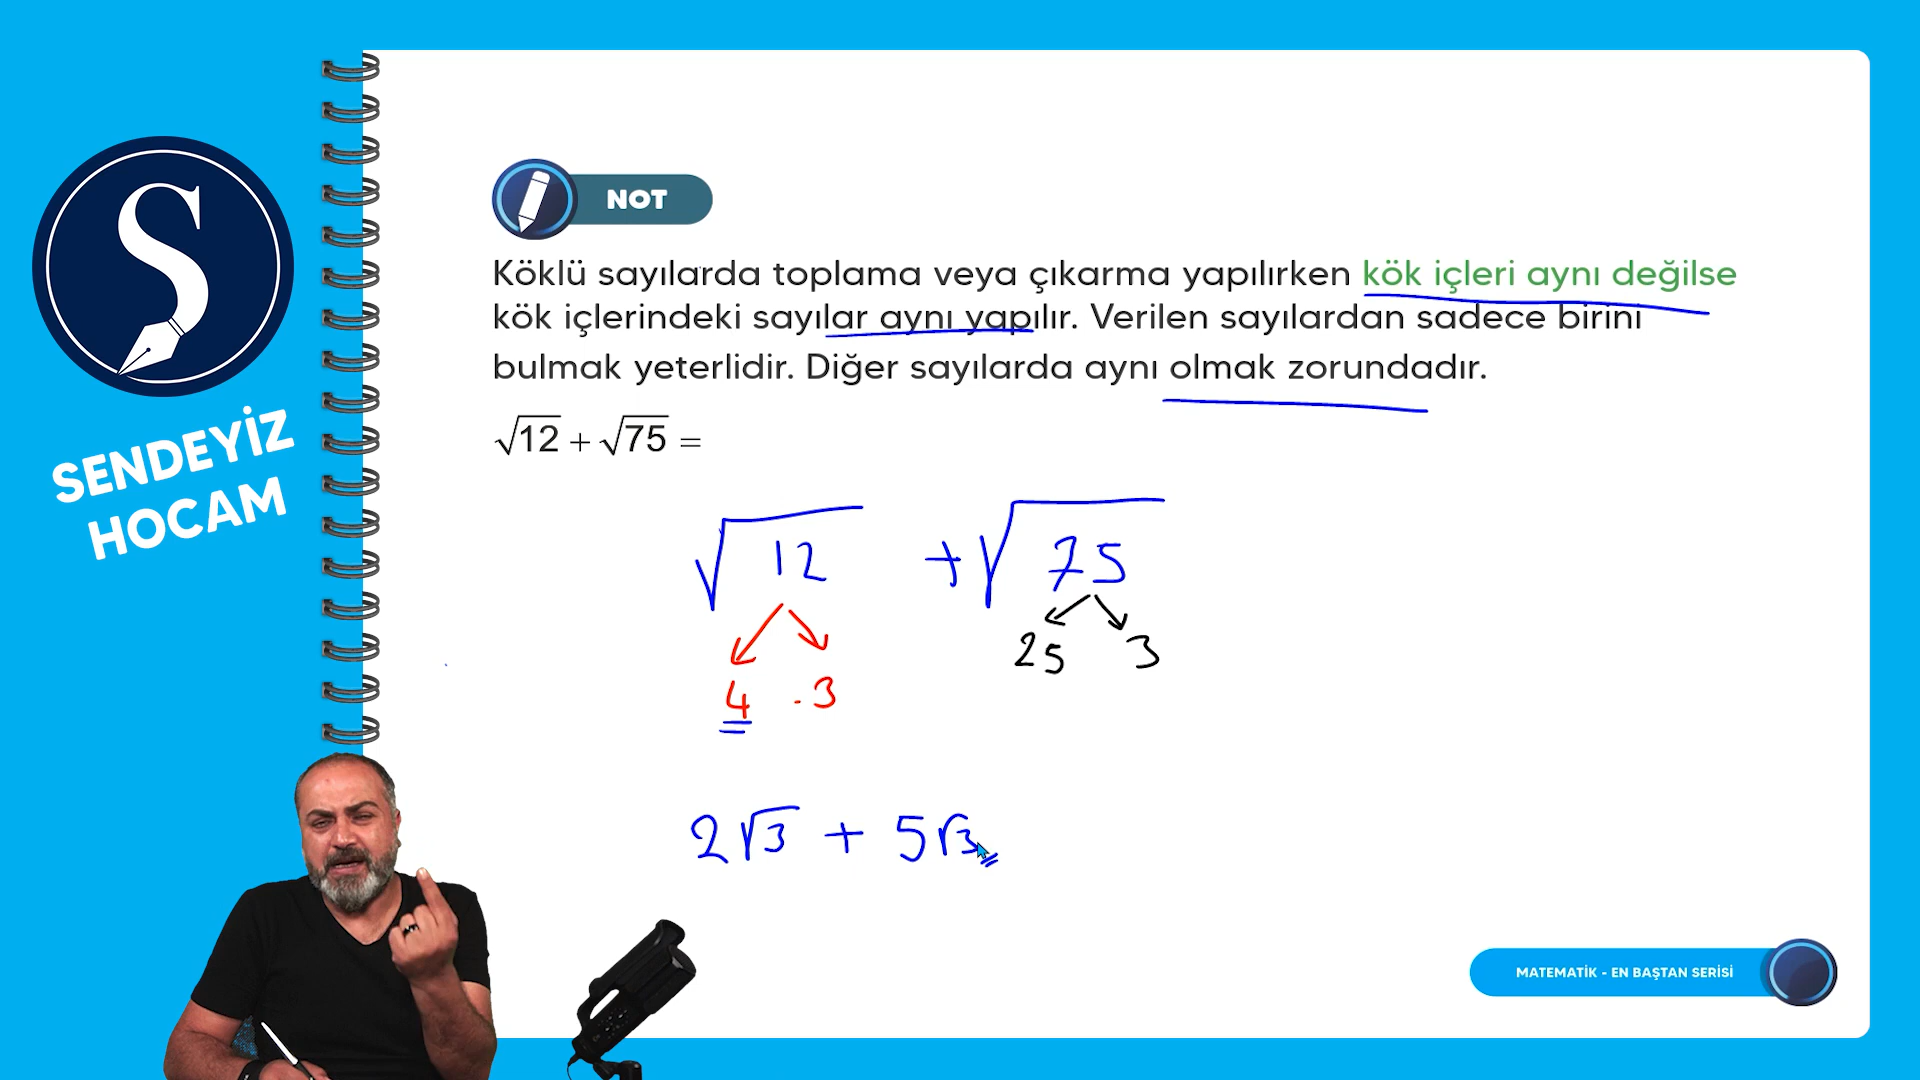 S
SENDEYİZ
HOCAM
NOT
Köklü sayılarda toplama veya çıkarma yapılırken kök içleri aynı değilse
kök içlerindeki sayılar aynı yapılır. Verilen sayılardan sadece birini
bulmak yeterlidir. Diğer sayılarda aynı olmak zorundadır.
√12 + √75 =
√12 + √75
25 3
4 . 3
2√3 + 5√3
MATEMATİK - EN BAŞTAN SERİSİ